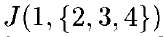 J(1, {2, 3, 4})